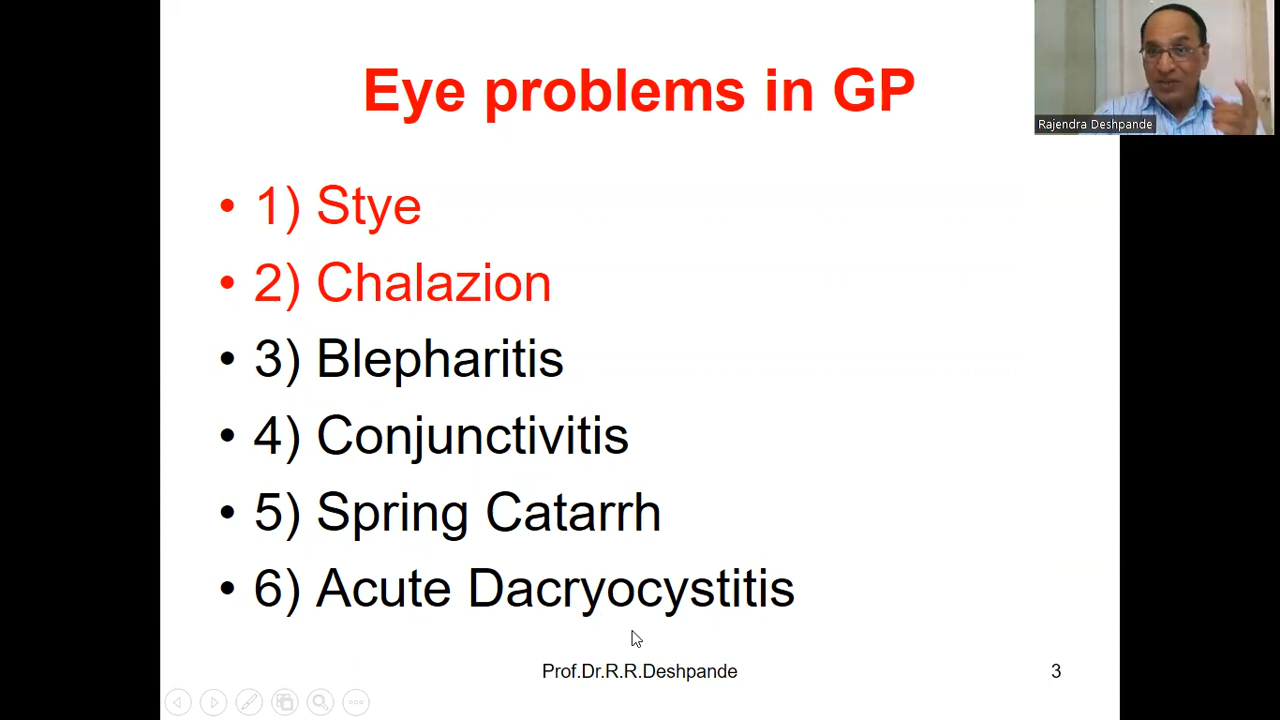 Eye problems in GP
Rajendra Deshpande
• 1) Stye
• 2) Chalazion
• 3) Blepharitis
• 4) Conjunctivitis
• 5) Spring Catarrh
• 6) Acute Dacryocystitis
Prof.Dr.R.R.Deshpande
3